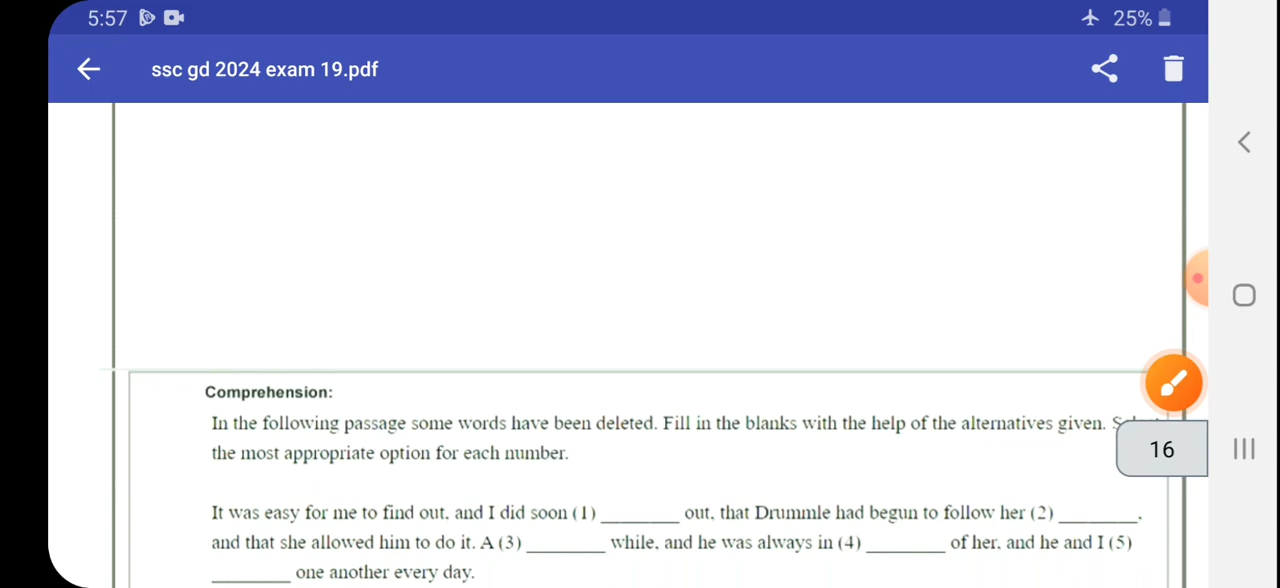 5:57 25%
ssc gd 2024 exam 19.pdf
Comprehension:
In the following passage some words have been deleted. Fill in the blanks with the help of the alternatives given.
the most appropriate option for each number.
16
It was easy for me to find out, and I did soon (1) ________ out, that Drummle had begun to follow her (2) ________,
and that she allowed him to do it. A (3) ________ while, and he was always in (4) ________ of her, and he and I (5)
________ one another every day.